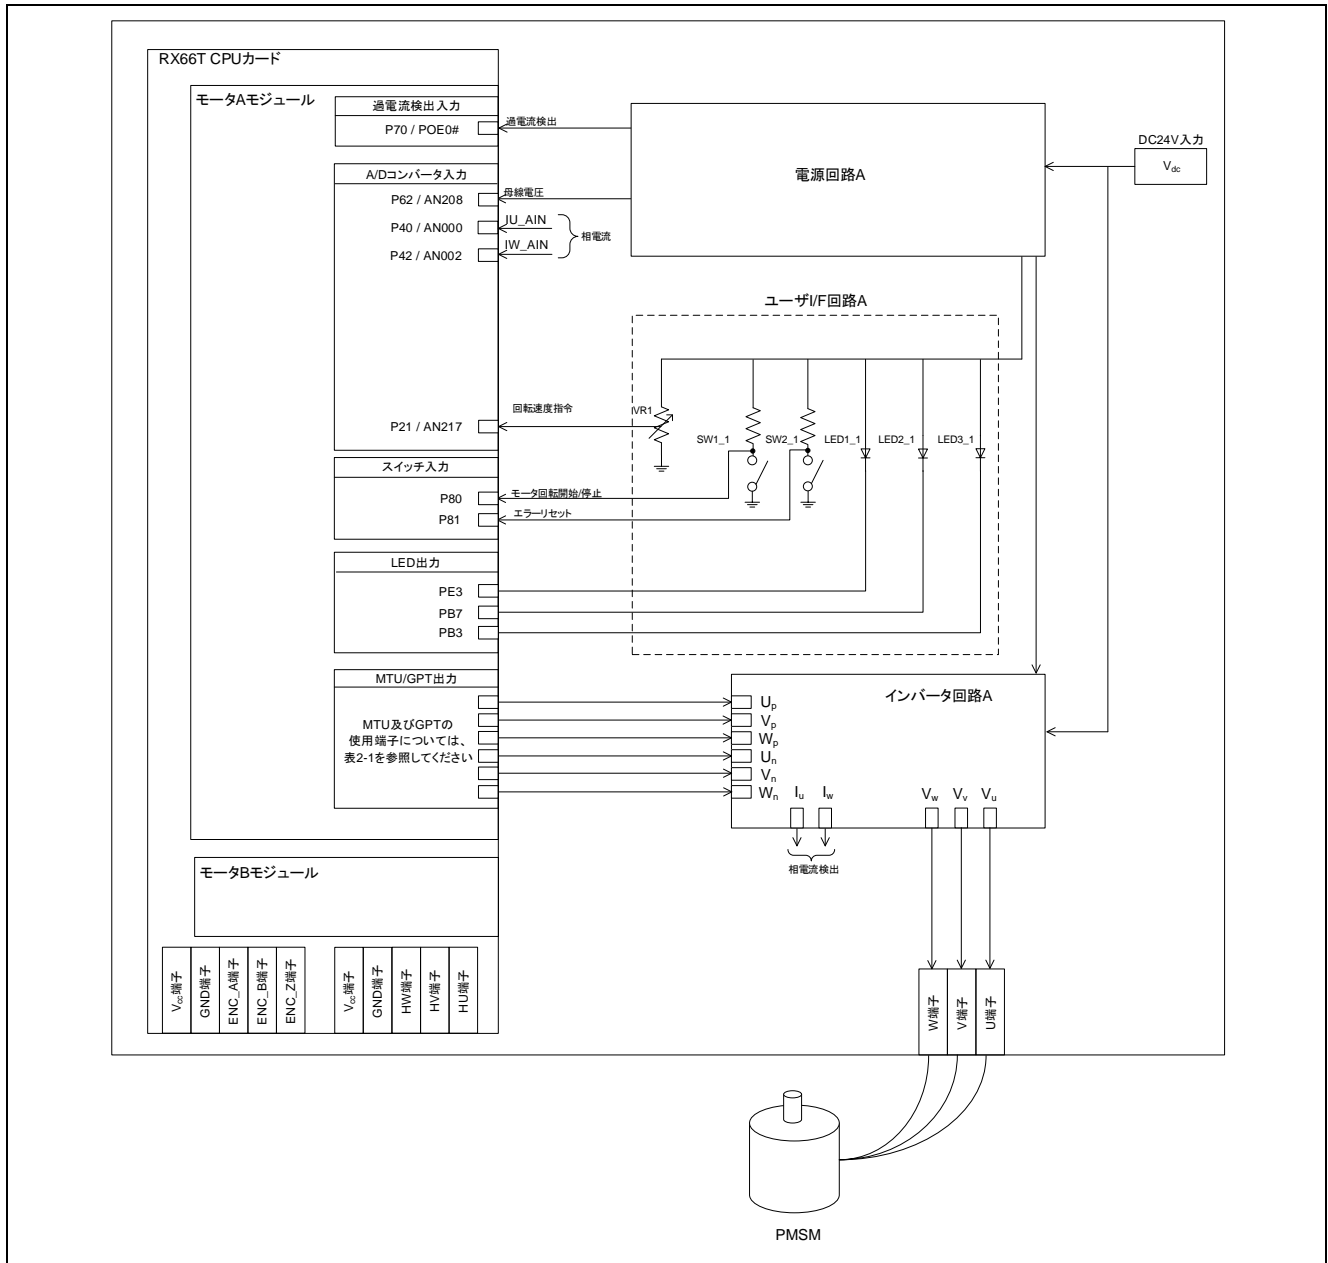 RX66T CPUカード
モータAモジュール
過電流検出入力
P70 / POE0#
過電流検出
A/Dコンバータ入力
P62 / AN208
母線電圧
P40 / AN000
IU_AIN
P42 / AN002
IW_AIN
相電流
P21 / AN217
回転速度指令
スイッチ入力
P80
モータ回転開始/停止
P81
エラーリセット
LED出力
PE3
PB7
PB3
MTU/GPT出力
MTU及びGPTの
使用端子については、
表2-1を参照してください
電源回路A
DC24V入力
Vdc
ユーザI/F回路A
VR1
SW1_1
SW2_1
LED1_1
LED2_1
LED3_1
インバータ回路A
Up
Vp
Wp
Un
Vn
Wn
Iu
Iw
Vw
Vv
Vu
相電流検出
モータBモジュール
Vcc端子
GND端子
ENC_A端子
ENC_B端子
ENC_Z端子
Vcc端子
GND端子
HW端子
HV端子
HU端子
W端子
V端子
U端子
PMSM